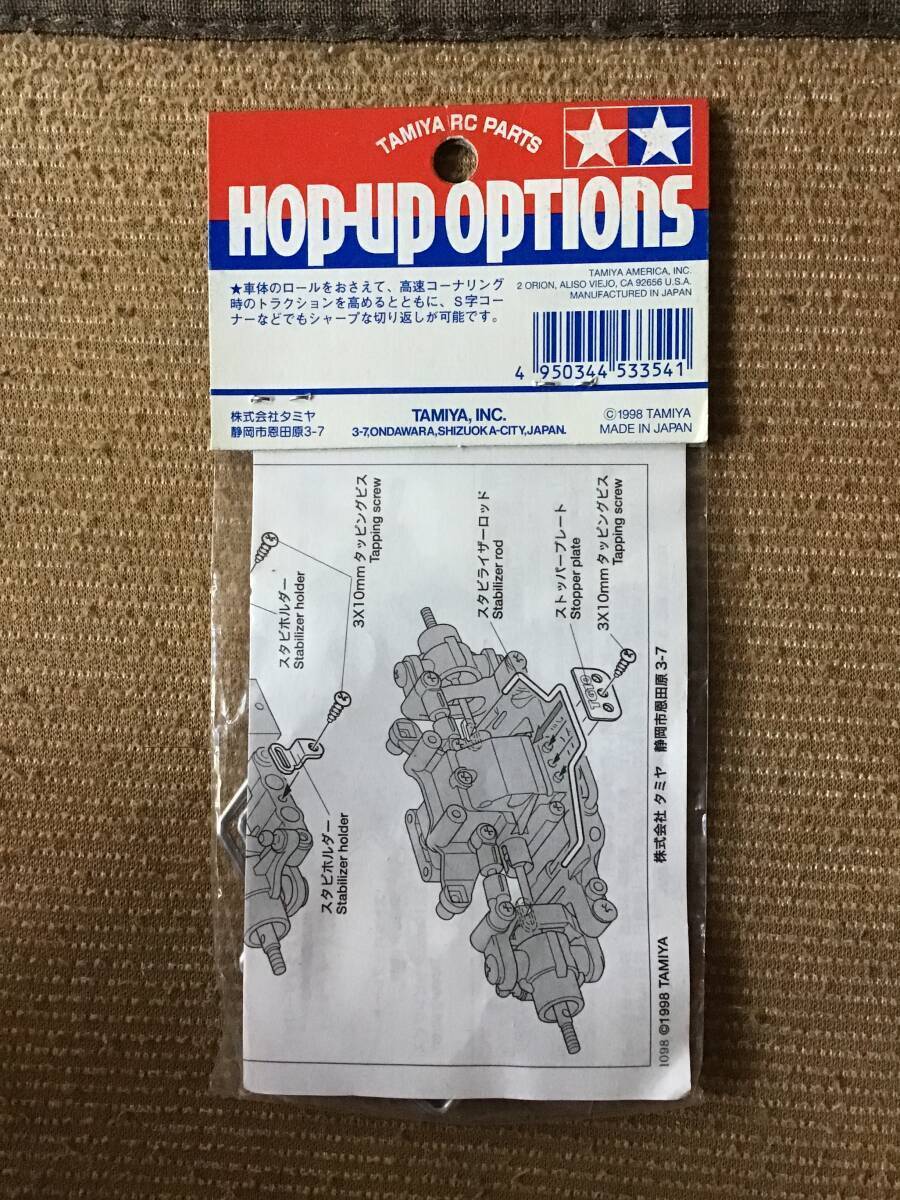 TAMIYA RC PARTS
HOP-UP OPTIONS
★車体のロールをおさえて、高速コーナリング
時のトラクションを高めるとともに、S字コー
ナーなどでもシャープな切り返しが可能です。
TAMIYA AMERICA, INC.
2 ORION, ALISO VIEJO, CA 92656 U.S.A.
MANUFACTURED IN JAPAN
4 950344 533541
株式会社タミヤ
静岡市恩田原3-7
TAMIYA, INC.
3-7, ONDAWARA, SHIZUOKA-CITY, JAPAN.
©1998 TAMIYA
MADE IN JAPAN
スタビホルダー
Stabilizer holder
3X10mm タッピングビス
Tapping screw
スタビライザーロッド
Stabilizer rod
ストッパープレート
Stopper plate
3X10mm タッピングビス
Tapping screw
スタビホルダー
Stabilizer holder
1098 ©1998 TAMIYA
株式会社 タミヤ 静岡市恩田原 3-7